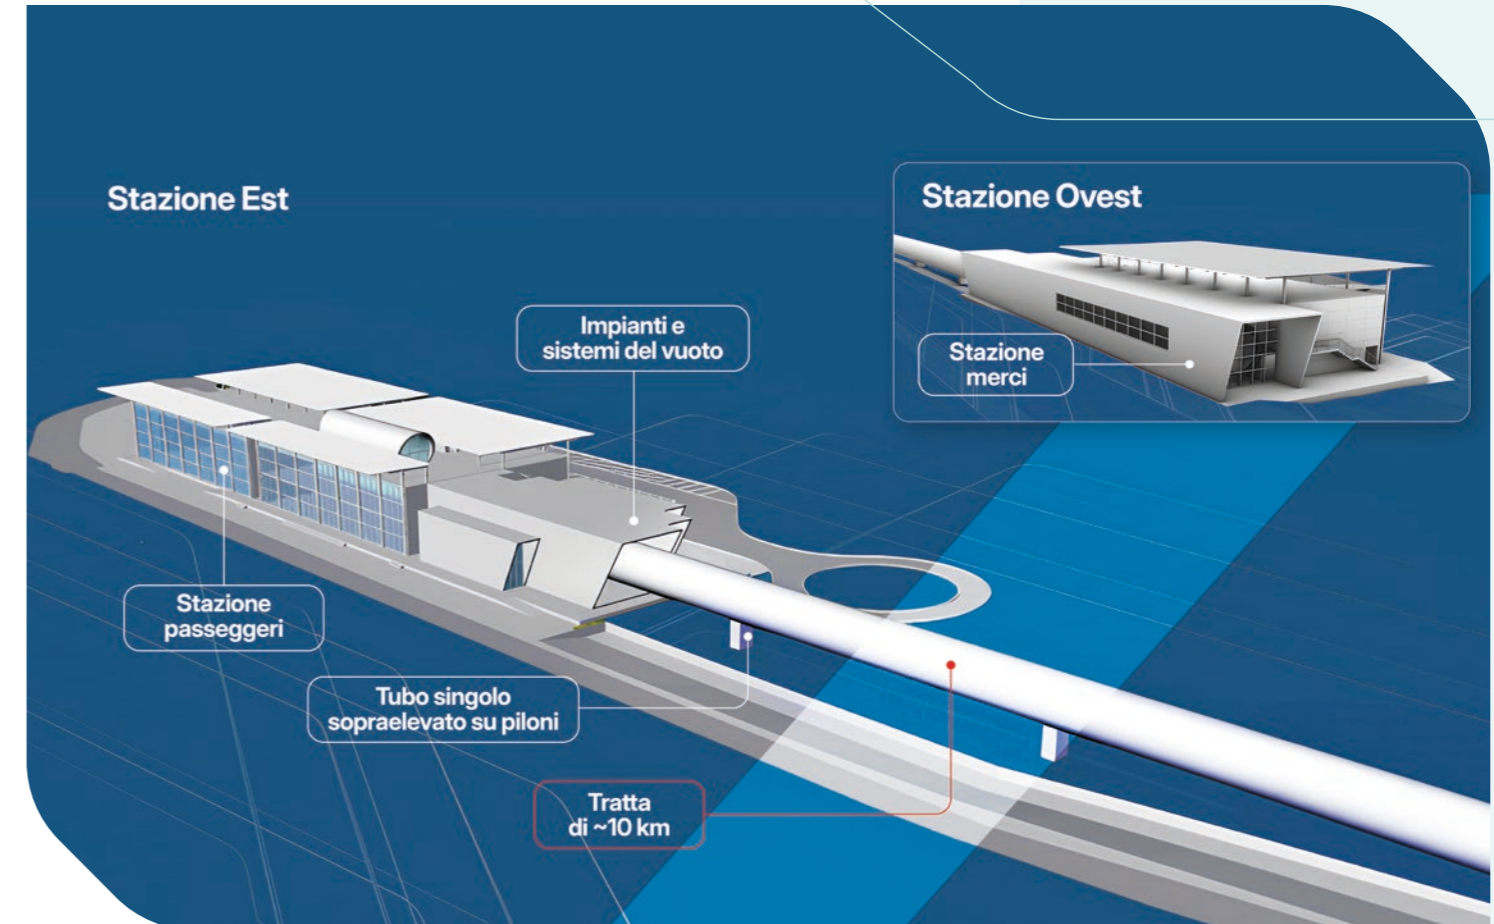 Stazione Est
Stazione Ovest
Stazione
merci
Impianti e
sistemi del vuoto
Stazione
passeggeri
Tubo singolo
sopraelevato su piloni
Tratta
di ~10 km